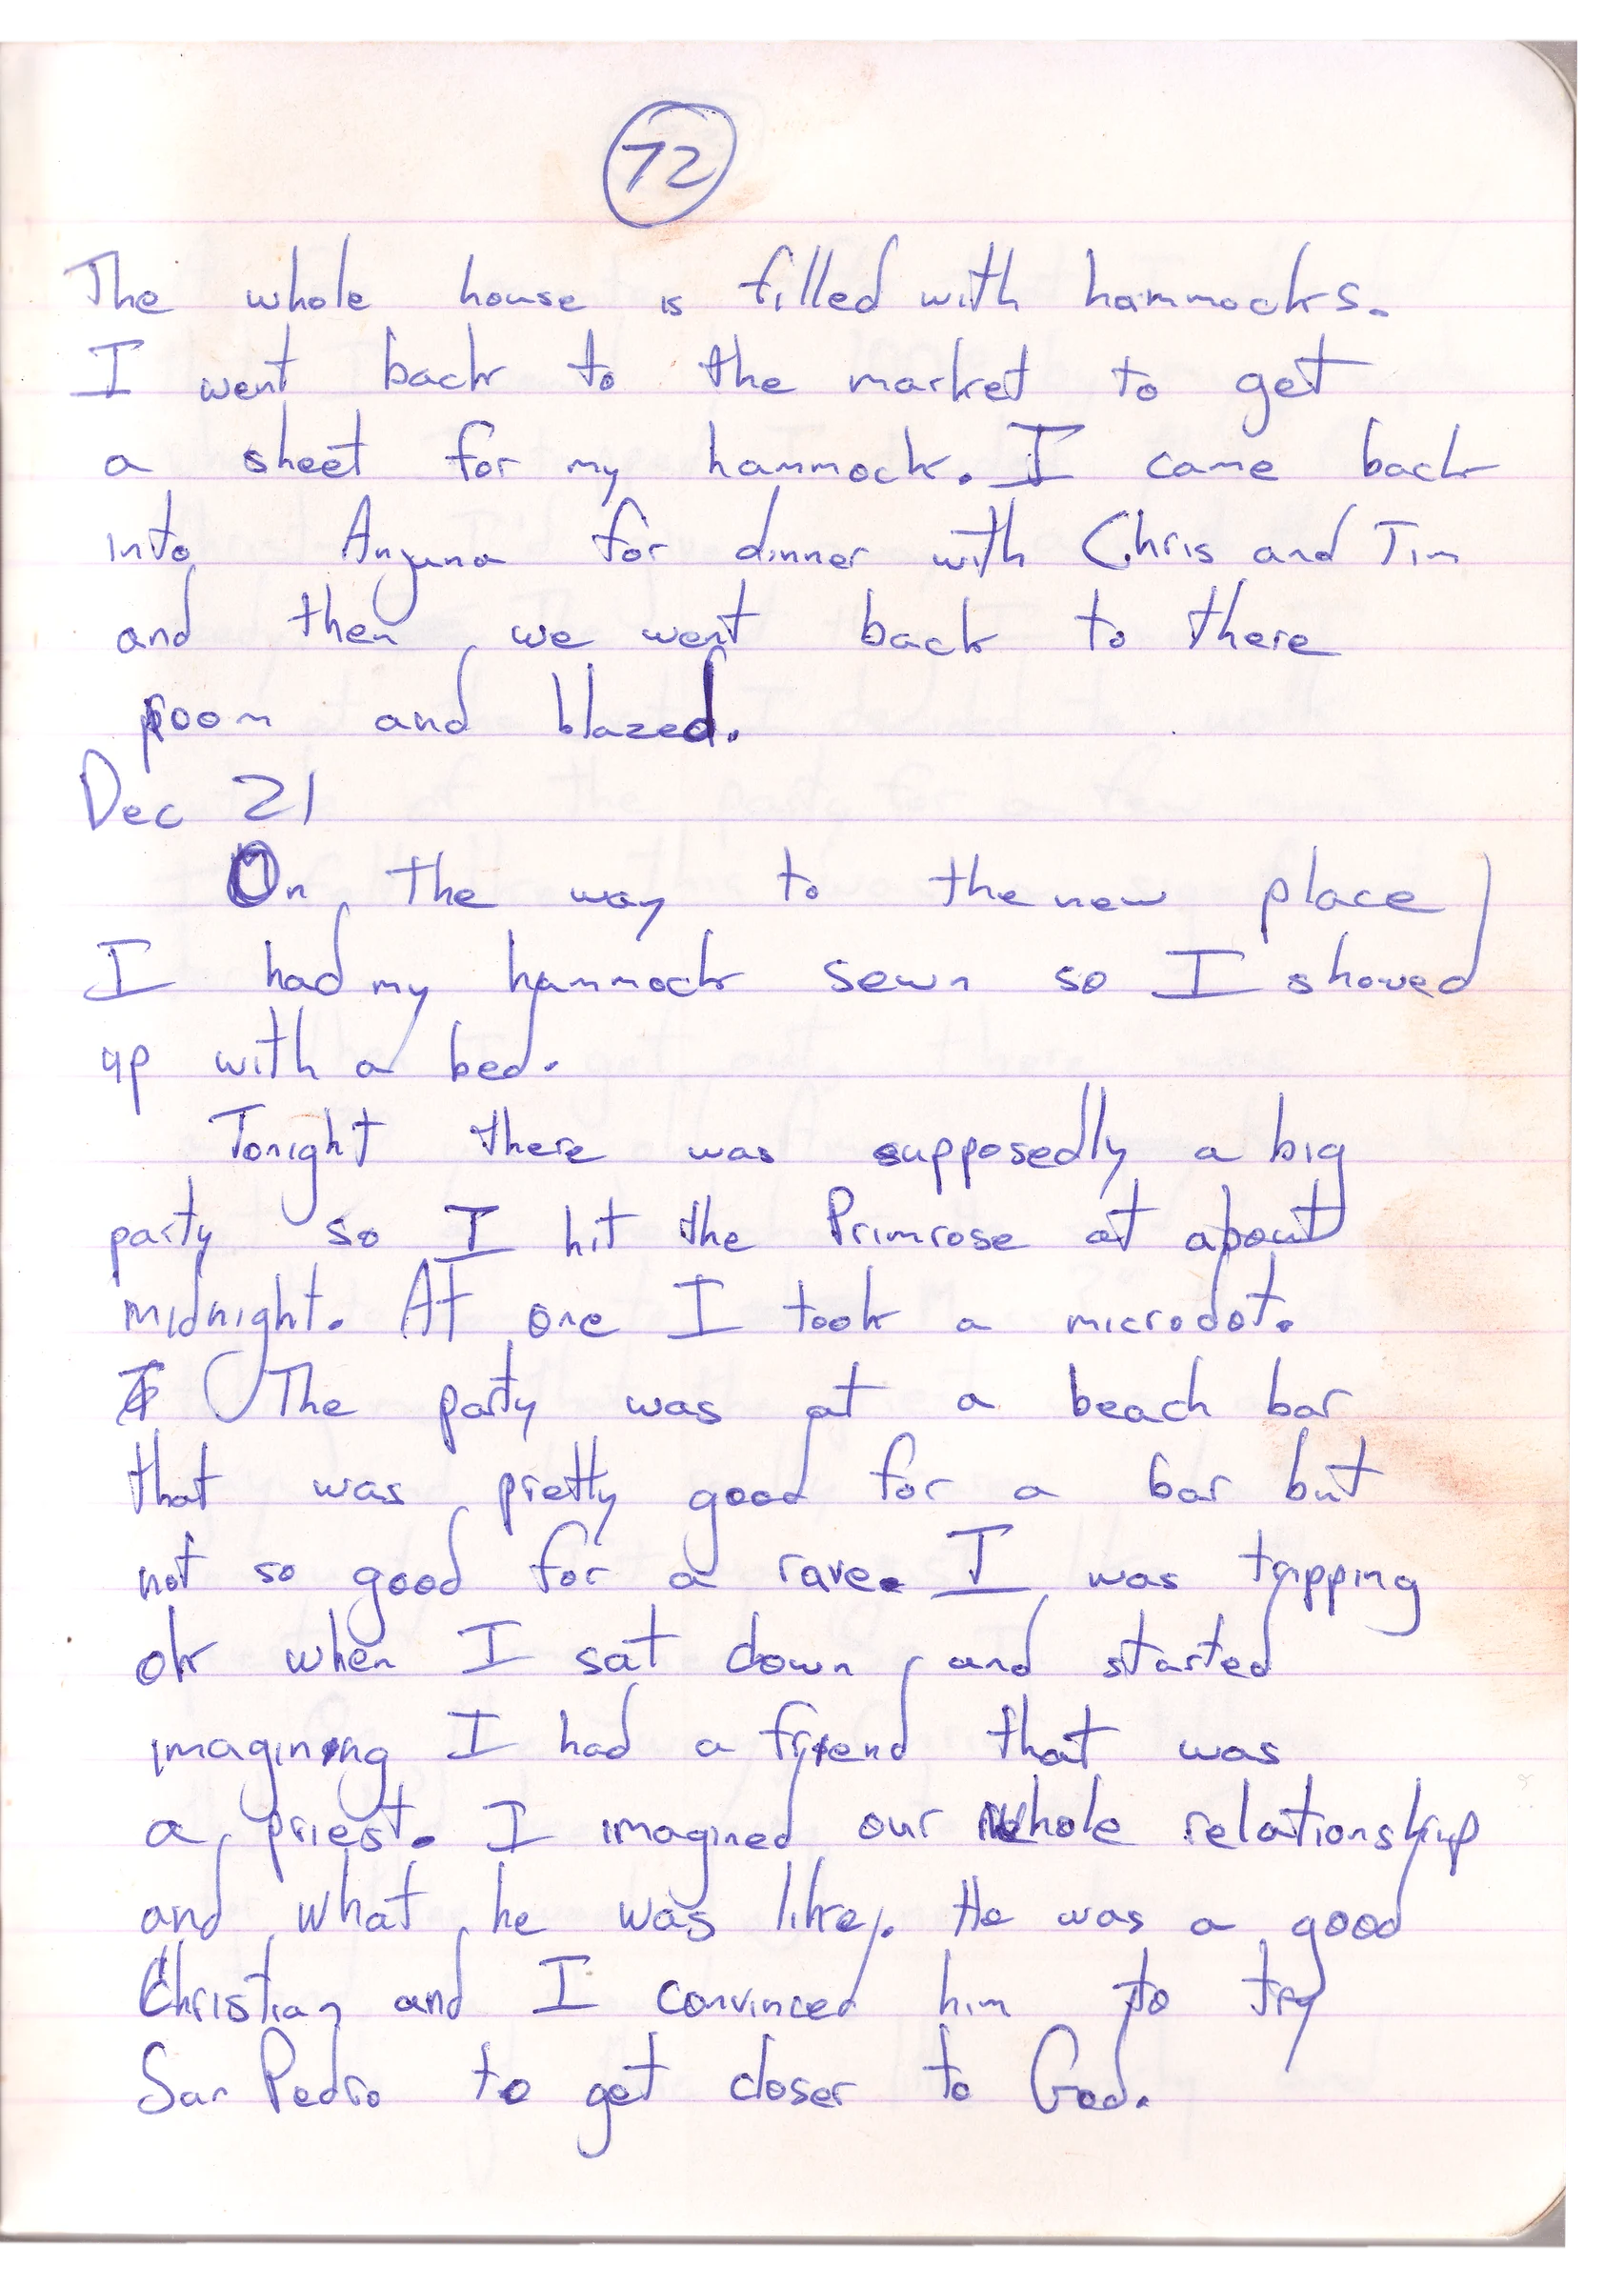 72
The whole house is filled with hammocks.
I went back to the market to get
a sheet for my hammock. I came back
into Anjuna for dinner with Chris and Tim
and then we went back to there
room and blazed.
Dec 21
On the way to the new place
I had my hammock sewn so I showed
up with a bed.
Tonight there was supposedly a big
party so I hit the Primrose at about
midnight. At one I took a microdot.
The party was at a beach bar
that was pretty good for a bar but
not so good for a rave. I was tripping
ok when I sat down and started
imagining I had a friend that was
a priest. I imagined our whole relationship
and what he was like. He was a good
Christian and I convinced him to try
San Pedro to get closer to God.